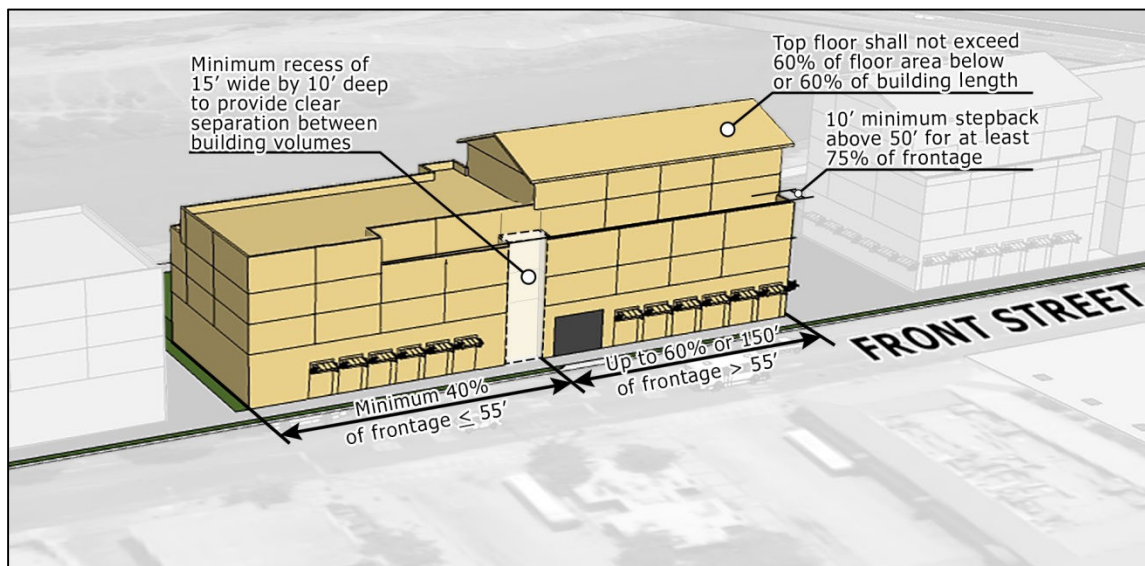 Minimum recess of
15’ wide by 10’ deep
to provide clear
separation between
building volumes
Top floor shall not exceed
60% of floor area below
or 60% of building length
10’ minimum stepback
above 50’ for at least
75% of frontage
Minimum 40%
of frontage ≤ 55’
Up to 60% or 150’
of frontage > 55’
FRONT STREET